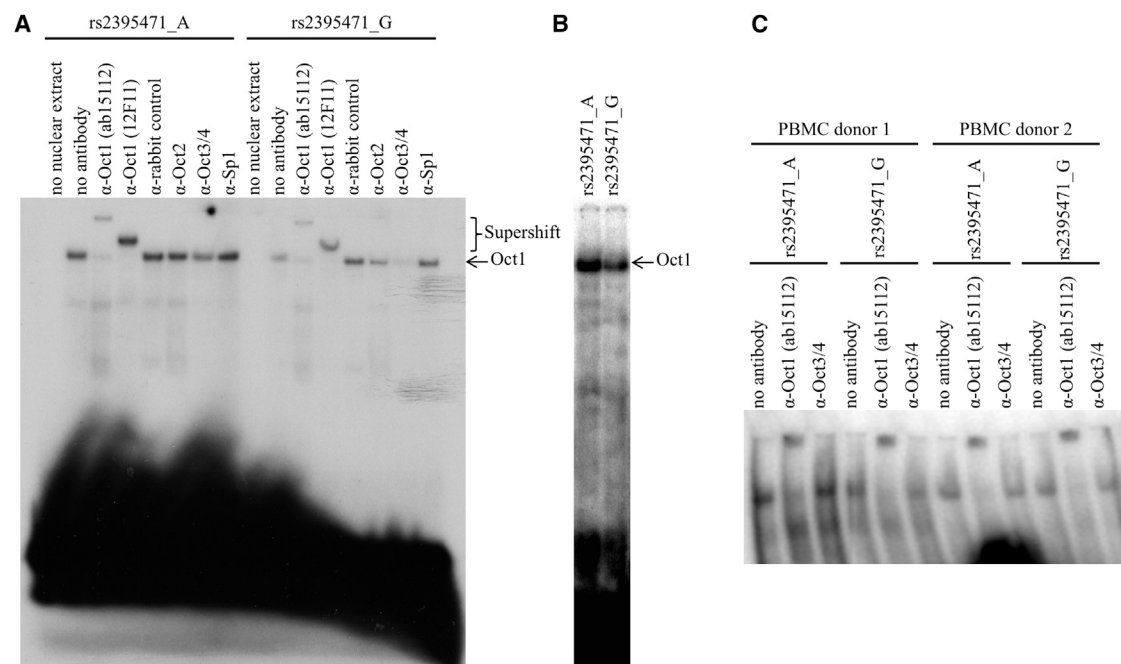 A
rs2395471_A
rs2395471_G
no nuclear extract
no antibody
α-Oct1 (ab15112)
α-Oct1 (12F11)
α-rabbit control
α-Oct2
α-Oct3/4
α-Sp1
no nuclear extract
no antibody
α-Oct1 (ab15112)
α-Oct1 (12F11)
α-rabbit control
α-Oct2
α-Oct3/4
α-Sp1
Supershift
Oct1
B
rs2395471_A
rs2395471_G
Oct1
C
PBMC donor 1
PBMC donor 2
rs2395471_A
rs2395471_G
rs2395471_A
rs2395471_G
no antibody
α-Oct1 (ab15112)
α-Oct3/4
no antibody
α-Oct1 (ab15112)
α-Oct3/4
no antibody
α-Oct1 (ab15112)
α-Oct3/4
no antibody
α-Oct1 (ab15112)
α-Oct3/4